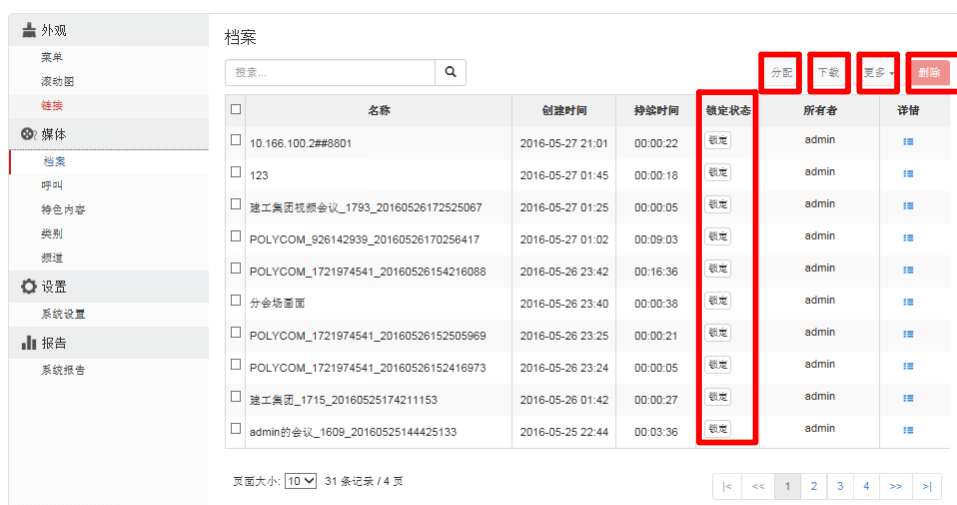 外观
菜单
滚动图
链接
媒体
档案
呼叫
特色内容
类别
频道
设置
系统设置
报告
系统报告
档案
搜索...
分配 下载 更多 删除
名称 创建时间 持续时间 锁定状态 所有者 详情
10.166.100.2##8801 2016-05-27 21:01 00:00:22 锁定 admin
123 2016-05-27 01:45 00:00:18 锁定 admin
建工集团视频会议_1793_20160526172525067 2016-05-27 01:25 00:00:05 锁定 admin
POLYCOM_926142939_20160526170256417 2016-05-27 01:02 00:09:03 锁定 admin
POLYCOM_1721974541_20160526154216088 2016-05-26 23:42 00:16:36 锁定 admin
分会场画面 2016-05-26 23:40 00:00:38 锁定 admin
POLYCOM_1721974541_20160526152505969 2016-05-26 23:25 00:00:21 锁定 admin
POLYCOM_1721974541_20160526152416973 2016-05-26 23:24 00:00:05 锁定 admin
建工集团_1715_20160525174211153 2016-05-26 01:42 00:00:27 锁定 admin
admin的会议_1609_20160525144425133 2016-05-25 22:44 00:03:36 锁定 admin
页面大小: 10 31 条记录 / 4 页
|< << 1 2 3 4 >> >|